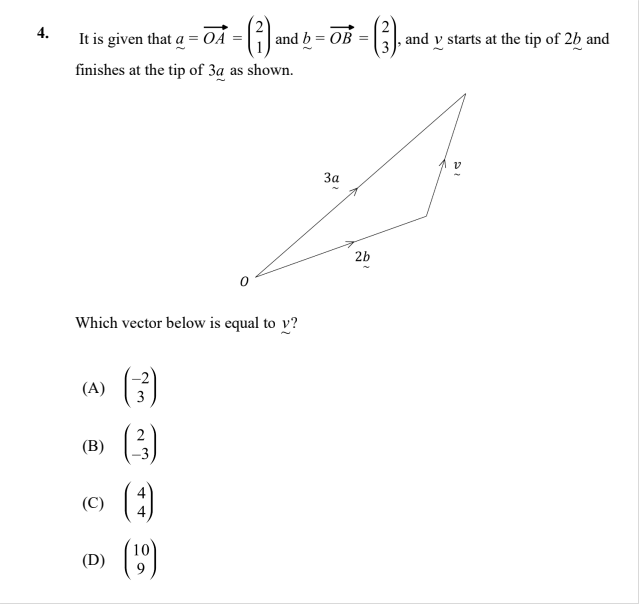 4. It is given that a = OA = (2 1) and b = OB = (2 3), and v starts at the tip of 2b and
finishes at the tip of 3a as shown.
3a
v
2b
O
Which vector below is equal to v?
(A) (–2 3)
(B) (2 –3)
(C) (4 4)
(D) (10 9)